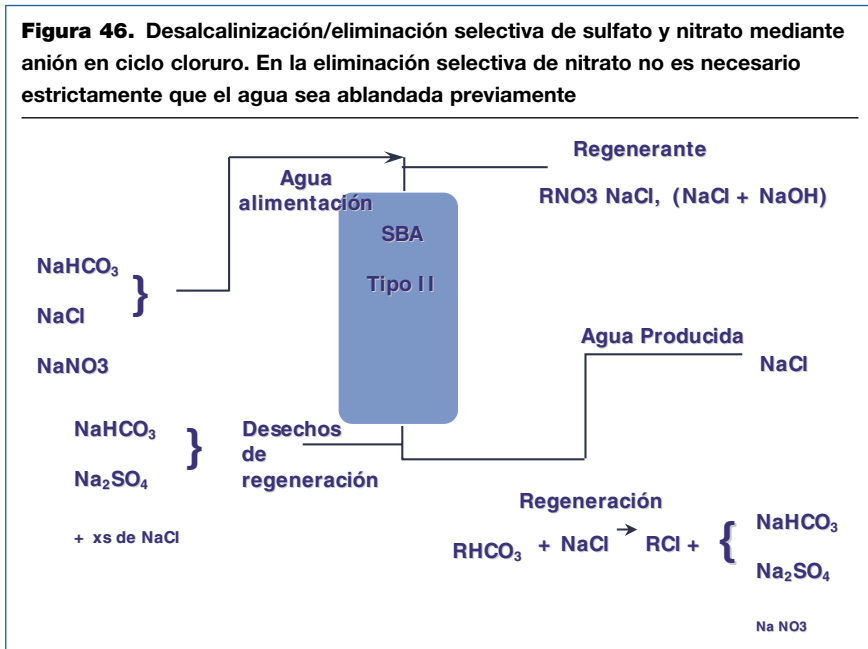 Figura 46. Desalcalinización/eliminación selectiva de sulfato y nitrato mediante
anión en ciclo cloruro. En la eliminación selectiva de nitrato no es necesario
estrictamente que el agua sea ablandada previamente
Agua
alimentación
Regenerante
RNO3 NaCl, (NaCl + NaOH)
SBA
Tipo II
NaHCO₃
NaCl
NaNO3
}
Agua Producida
NaCl
NaHCO₃
Na₂SO₄
+ xs de NaCl
}
Desechos
de
regeneración
Regeneración
RHCO₃ + NaCl → RCl + {
NaHCO₃
Na₂SO₄
Na NO3